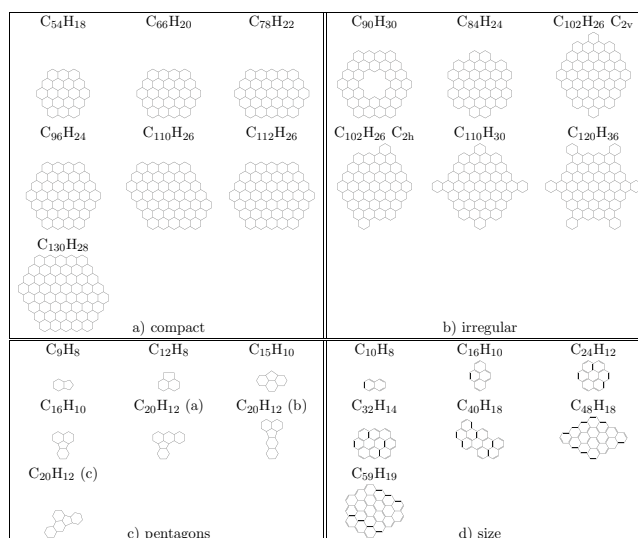 C₅₄H₁₈ C₆₆H₂₀ C₇₈H₂₂
C₉₆H₂₄ C₁₁₀H₂₆ C₁₁₂H₂₆
C₁₃₀H₂₈
a) compact
C₉₀H₃₀ C₈₄H₂₄ C₁₀₂H₂₆ C₂ᵥ
C₁₀₂H₂₆ C₂ₕ C₁₁₀H₃₀ C₁₂₀H₃₆
b) irregular
C₉H₈ C₁₂H₈ C₁₅H₁₀
C₁₆H₁₀ C₂₀H₁₂ (a) C₂₀H₁₂ (b)
C₂₀H₁₂ (c)
c) pentagons
C₁₀H₈ C₁₆H₁₀ C₂₄H₁₂
C₃₂H₁₄ C₄₀H₁₈ C₄₈H₁₈
C₅₉H₁₉
d) size